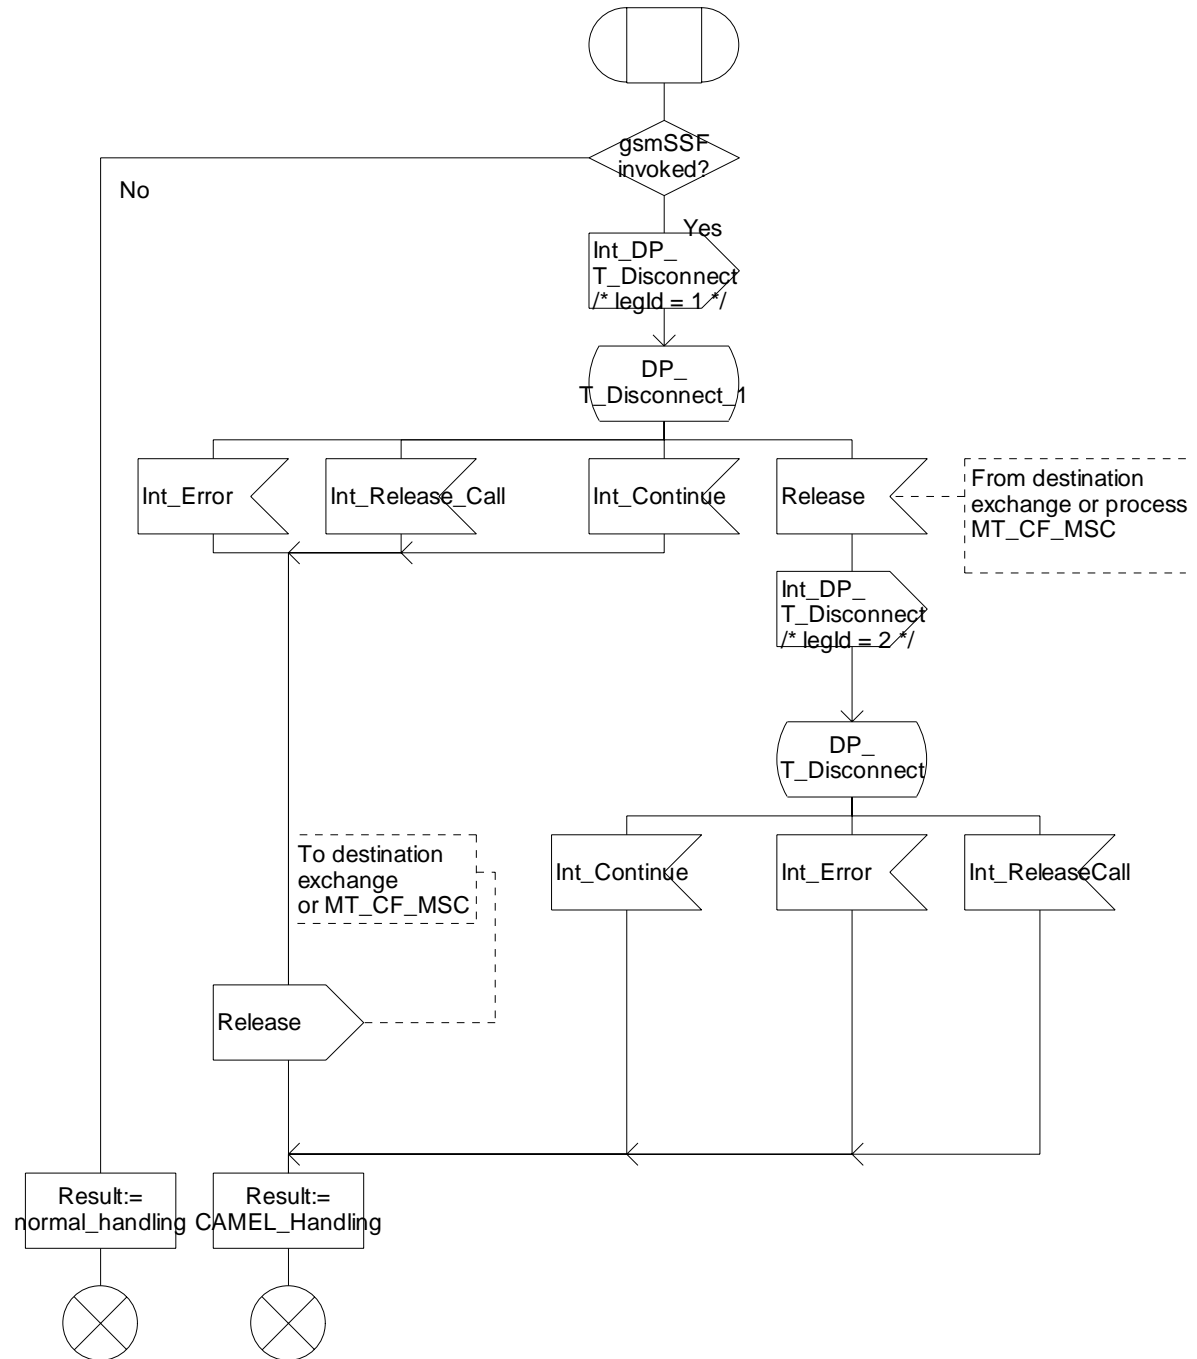 gsmSSF
invoked?
No
Yes
Int_DP_
T_Disconnect
/* legId = 1 */
DP_
T_Disconnect_1
Int_Error
Int_Release_Call
Int_Continue
Release
From destination
exchange or process
MT_CF_MSC
Int_DP_
T_Disconnect
/* legId = 2 */
DP_
T_Disconnect
To destination
exchange
or MT_CF_MSC
Int_Continue
Int_Error
Int_ReleaseCall
Release
Result:=
normal_handling
Result:=
CAMEL_Handling